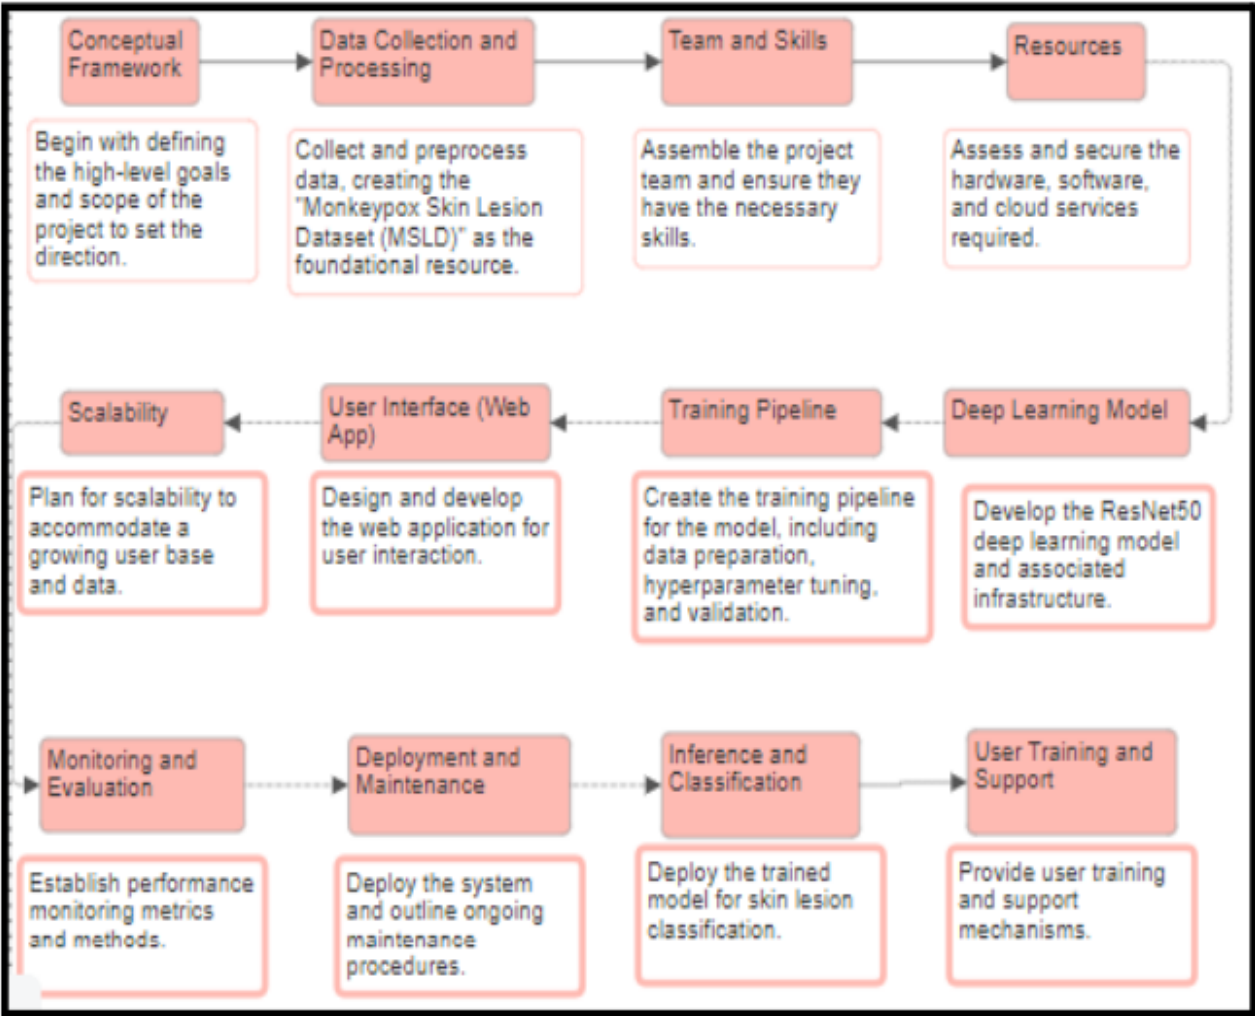 Conceptual
Framework
Data Collection and
Processing
Team and Skills
Resources
Begin with defining
the high-level goals
and scope of the
project to set the
direction.
Collect and preprocess
data, creating the
"Monkeypox Skin Lesion
Dataset (MSLD)" as the
foundational resource.
Assemble the project
team and ensure they
have the necessary
skills.
Assess and secure the
hardware, software,
and cloud services
required.
Scalability
User Interface (Web
App)
Training Pipeline
Deep Learning Model
Plan for scalability to
accommodate a
growing user base
and data.
Design and develop
the web application for
user interaction.
Create the training pipeline
for the model, including
data preparation,
hyperparameter tuning,
and validation.
Develop the ResNet50
deep learning model
and associated
infrastructure.
Monitoring and
Evaluation
Deployment and
Maintenance
Inference and
Classification
User Training and
Support
Establish performance
monitoring metrics
and methods.
Deploy the system
and outline ongoing
maintenance
procedures.
Deploy the trained
model for skin lesion
classification.
Provide user training
and support
mechanisms.